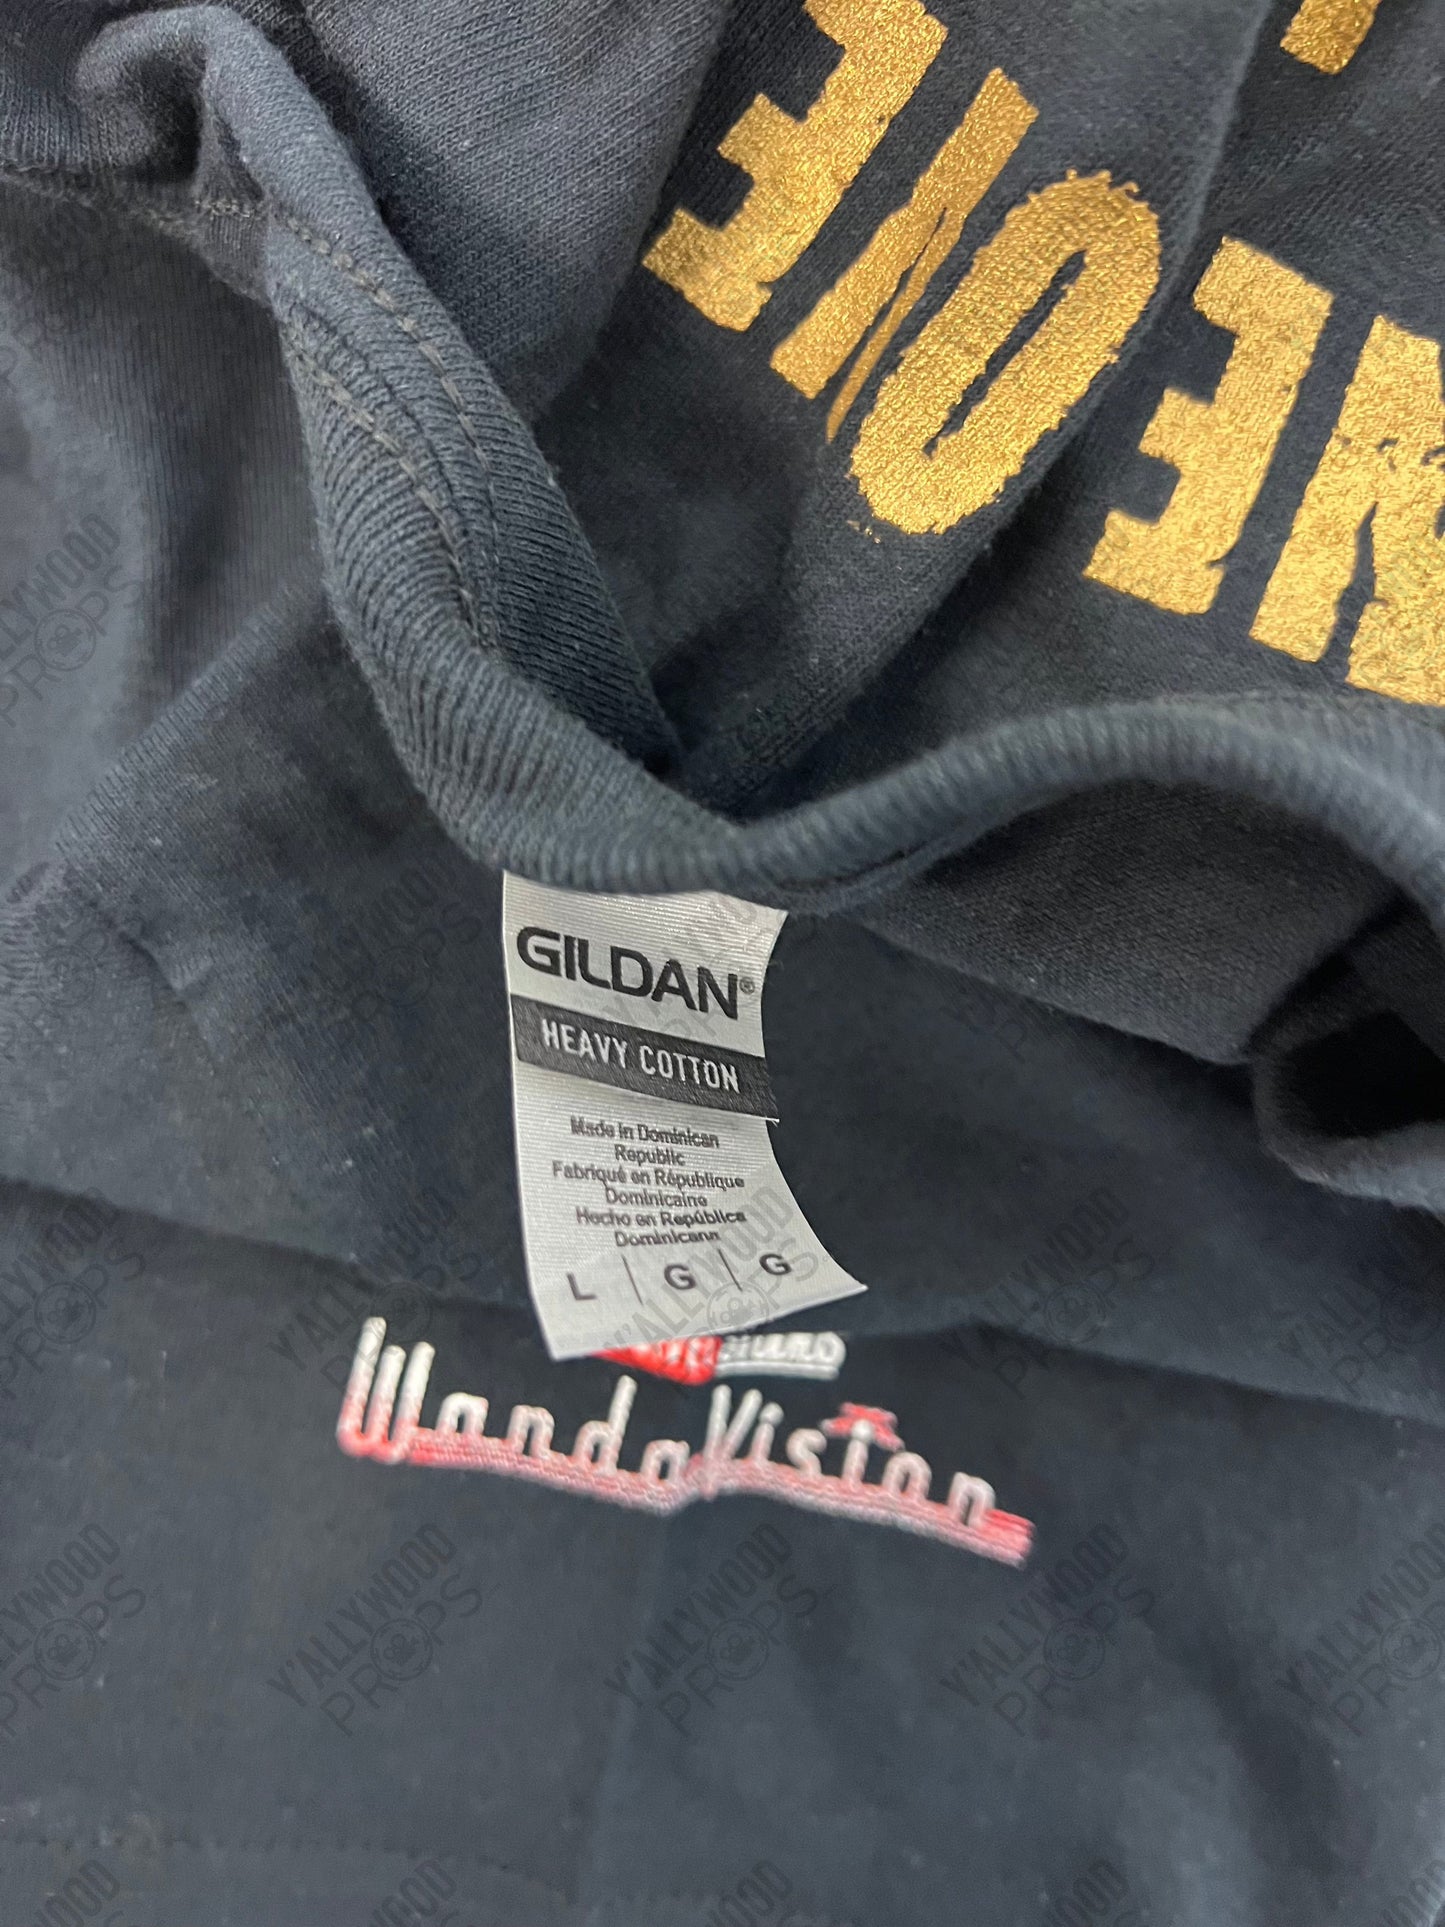 GILDAN®
HEAVY COTTON
Made in Dominican
Republic
Fabriqué en République
Dominicaine
Hecho en República
Dominicana
L | G | G
WandaVision
Y'ALLYWOOD
PROPS